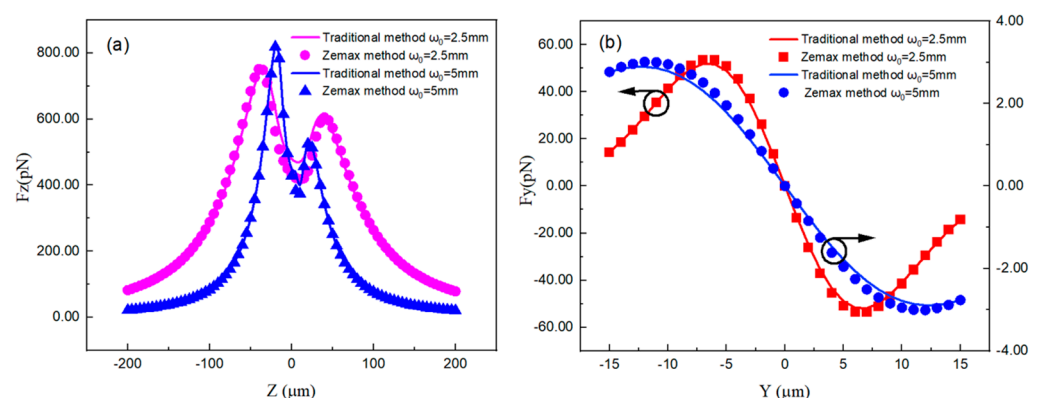 (a)
Traditional method ω₀=2.5mm
Zemax method ω₀=2.5mm
Traditional method ω₀=5mm
Zemax method ω₀=5mm
800.00
600.00
400.00
200.00
0.00
Fz(pN)
-200
-100
0
100
200
Z (μm)
(b)
Traditional method ω₀=2.5mm
Zemax method ω₀=2.5mm
Traditional method ω₀=5mm
Zemax method ω₀=5mm
60.00
40.00
20.00
0.00
-20.00
-40.00
-60.00
Fy(pN)
4.00
2.00
0.00
-2.00
-4.00
-15
-10
-5
0
5
10
15
Y (μm)